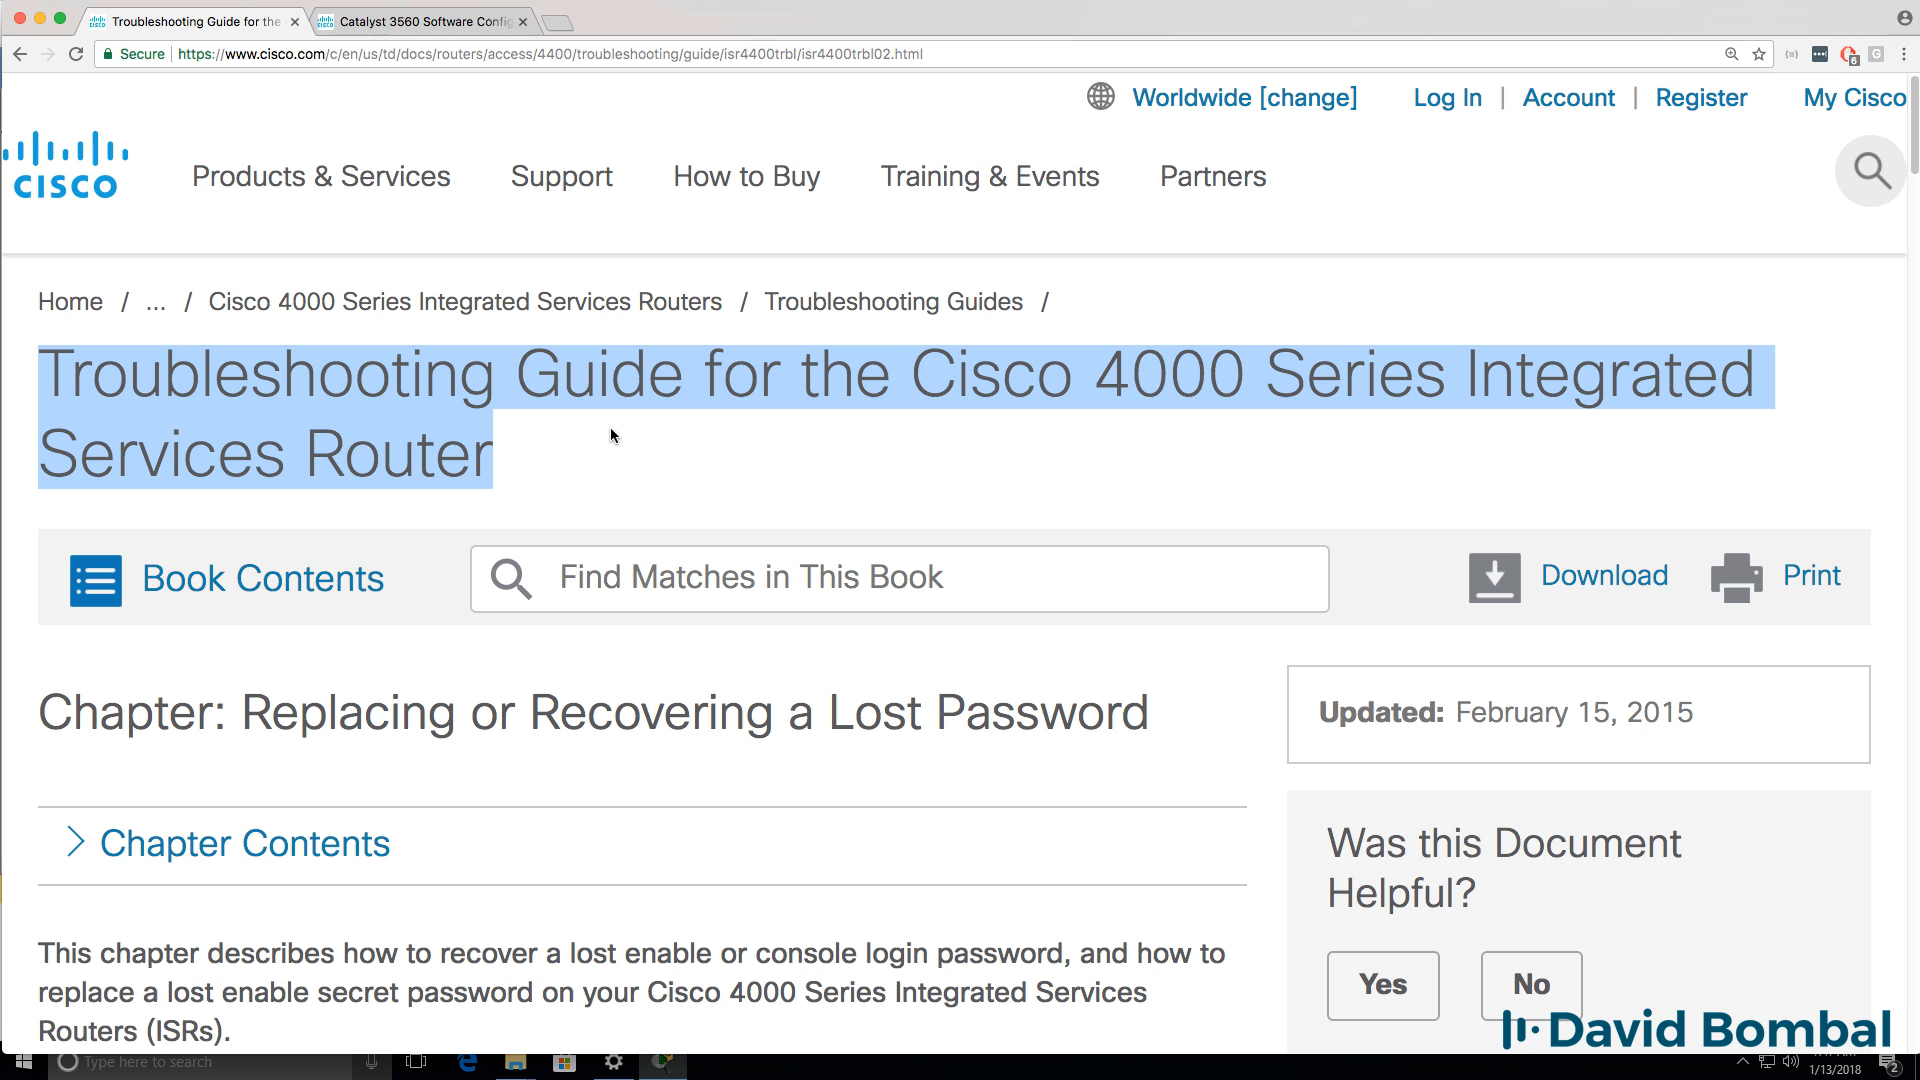 Troubleshooting Guide for the
Catalyst 3560 Software Config
Secure
https://www.cisco.com/c/en/us/td/docs/routers/access/4400/troubleshooting/guide/isr4400trbl/isr4400trbl02.html
6
G
Worldwide [change]
Log In | Account | Register
My Cisco
CISCO
Products & Services
Support
How to Buy
Training & Events
Partners
Home / ... / Cisco 4000 Series Integrated Services Routers / Troubleshooting Guides /
Troubleshooting Guide for the Cisco 4000 Series Integrated
Services Router
Book Contents
Find Matches in This Book
Download
Print
Chapter: Replacing or Recovering a Lost Password
Updated: February 15, 2015
Chapter Contents
Was this Document
Helpful?
This chapter describes how to recover a lost enable or console login password, and how to
replace a lost enable secret password on your Cisco 4000 Series Integrated Services
Routers (ISRs).
Yes
No
David Bombal
Type here to search
1/13/2018
2